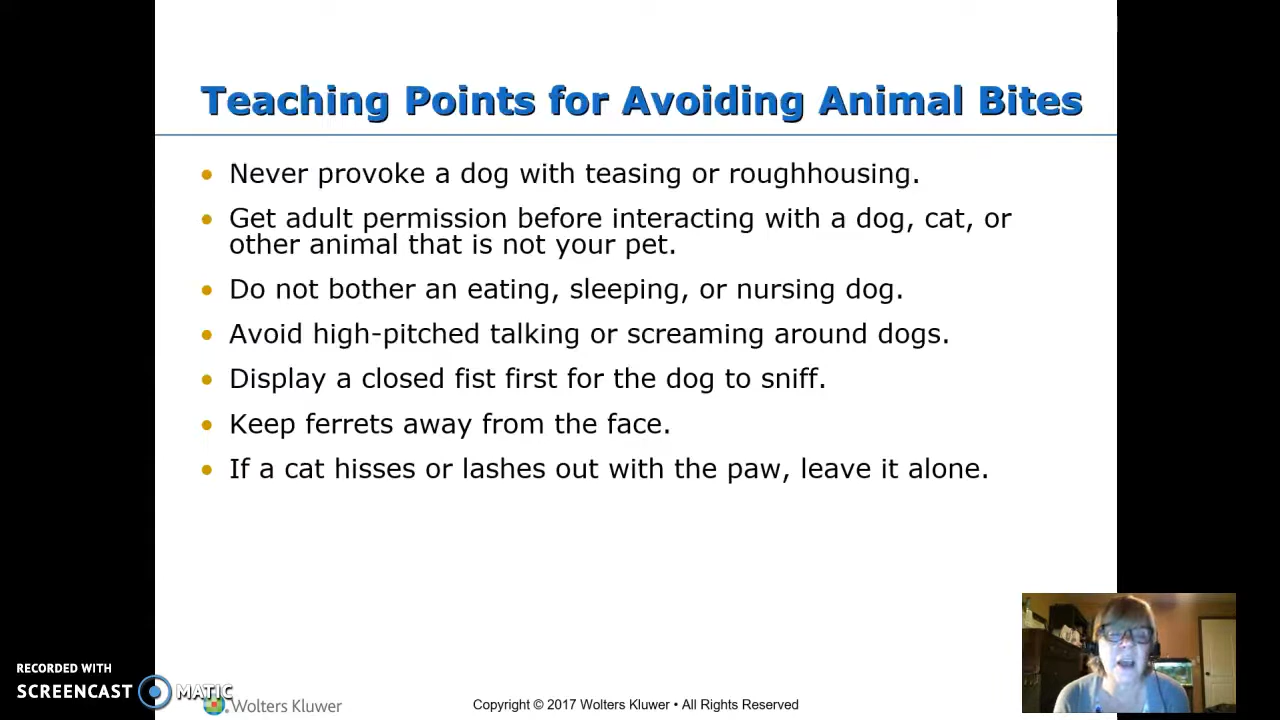 Teaching Points for Avoiding Animal Bites
• Never provoke a dog with teasing or roughhousing.
• Get adult permission before interacting with a dog, cat, or
other animal that is not your pet.
• Do not bother an eating, sleeping, or nursing dog.
• Avoid high-pitched talking or screaming around dogs.
• Display a closed fist first for the dog to sniff.
• Keep ferrets away from the face.
• If a cat hisses or lashes out with the paw, leave it alone.
RECORDED WITH
SCREENCAST MATIC
Wolters Kluwer
Copyright © 2017 Wolters Kluwer • All Rights Reserved